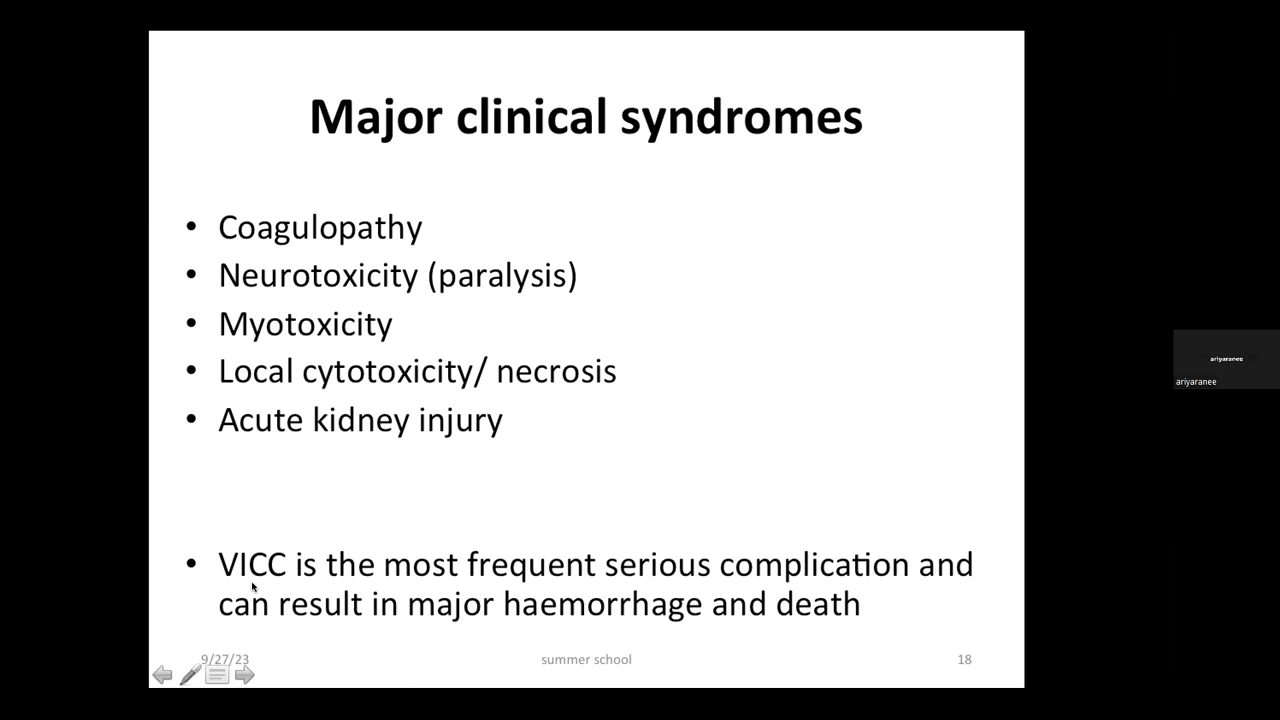 Major clinical syndromes
• Coagulopathy
• Neurotoxicity (paralysis)
• Myotoxicity
• Local cytotoxicity/ necrosis
• Acute kidney injury
• VICC is the most frequent serious complication and
can result in major haemorrhage and death
9/27/23
summer school
18
ariyaranee
ariyaranee